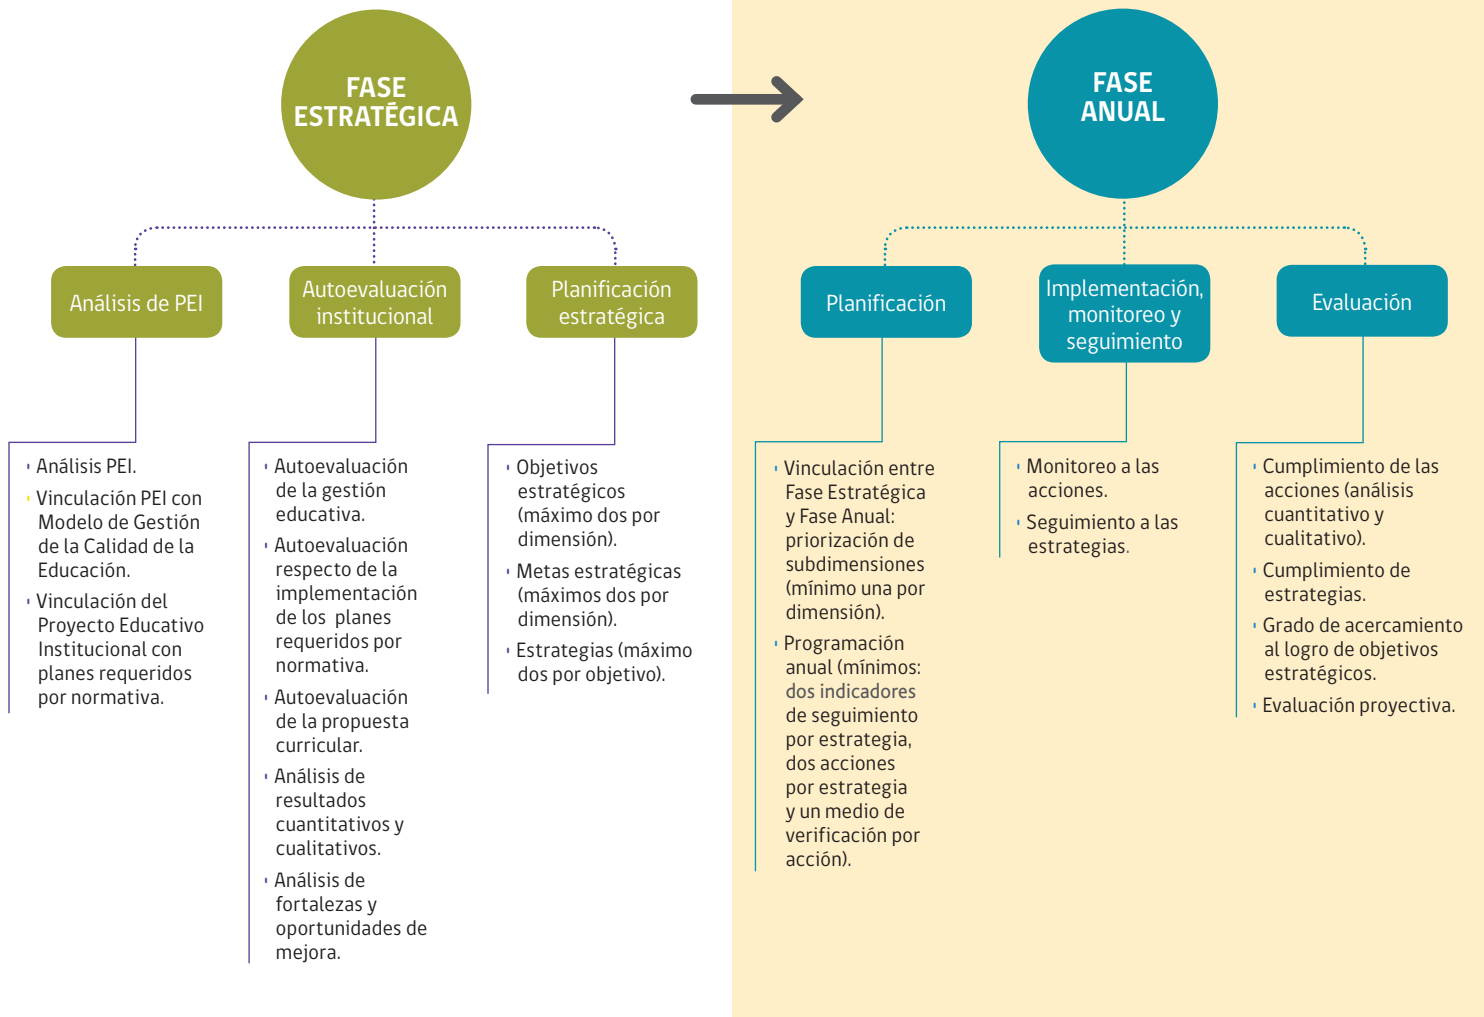 FASE
ESTRATÉGICA
Análisis de PEI
Análisis PEI.
Vinculación PEI con
Modelo de Gestión
de la Calidad de la
Educación.
Vinculación del
Proyecto Educativo
Institucional con
planes requeridos
por normativa.
Autoevaluación
institucional
Autoevaluación
de la gestión
educativa.
Autoevaluación
respecto de la
implementación
de los planes
requeridos por
normativa.
Autoevaluación
de la propuesta
curricular.
Análisis de
resultados
cuantitativos y
cualitativos.
Análisis de
fortalezas y
oportunidades de
mejora.
Planificación
estratégica
Objetivos
estratégicos
(máximo dos por
dimensión).
Metas estratégicas
(máximos dos por
dimensión).
Estrategias (máximo
dos por objetivo).
FASE
ANUAL
Planificación
Vinculación entre
Fase Estratégica
y Fase Anual:
priorización de
subdimensiones
(mínimo una por
dimensión).
Programación
anual (mínimos:
dos indicadores
de seguimiento
por estrategia,
dos acciones
por estrategia
y un medio de
verificación por
acción).
Implementación,
monitoreo y
seguimiento
Monitoreo a las
acciones.
Seguimiento a las
estrategias.
Evaluación
Cumplimiento de las
acciones (análisis
cuantitativo y
cualitativo).
Cumplimiento de
estrategias.
Grado de acercamiento
al logro de objetivos
estratégicos.
Evaluación proyectiva.